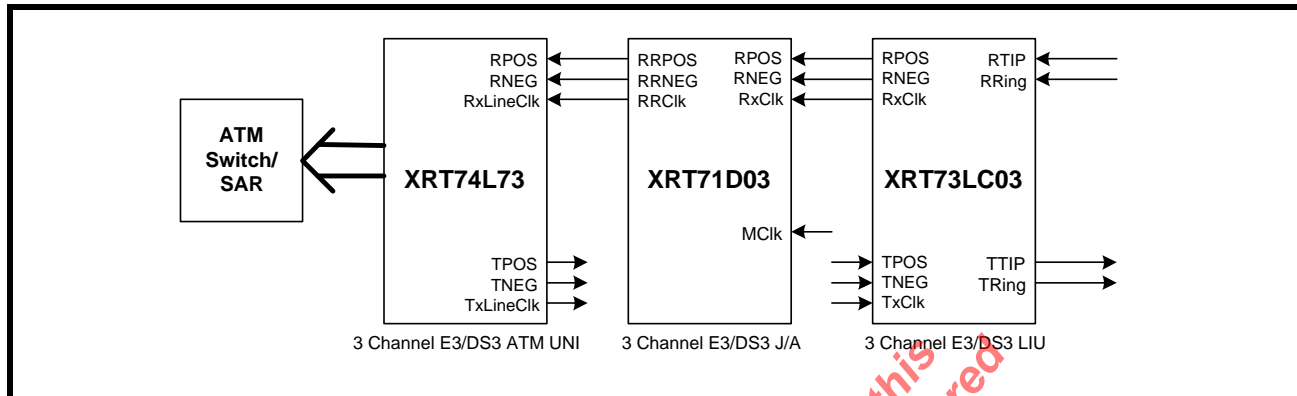 ATM
Switch/
SAR
RPOS
RNEG
RxLineClk
XRT74L73
TPOS
TNEG
TxLineClk
3 Channel E3/DS3 ATM UNI
RRPOS
RRNEG
RRClk
RPOS
RNEG
RxClk
XRT71D03
MClk
3 Channel E3/DS3 J/A
RPOS
RNEG
RxClk
RTIP
RRing
XRT73LC03
TPOS
TNEG
TxClk
TTIP
TRing
3 Channel E3/DS3 LIU
this
red